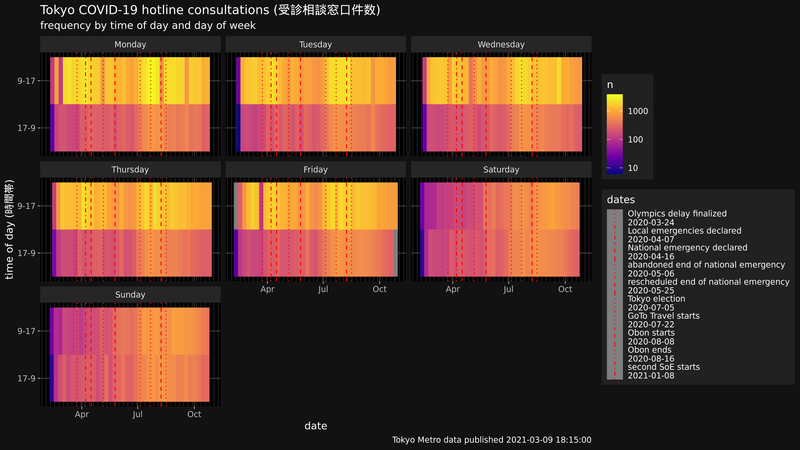 Tokyo COVID-19 hotline consultations (受診相談窓口件数)
frequency by time of day and day of week
Monday
Tuesday
Wednesday
9-17
17-9
Thursday
Friday
Saturday
9-17
17-9
Apr
Jul
Oct
Apr
Jul
Oct
Sunday
9-17
17-9
Apr
Jul
Oct
time of day (時間帯)
date
n
1000
100
10
dates
Olympics delay finalized
2020-03-24
Local emergencies declared
2020-04-07
National emergency declared
2020-04-16
abandoned end of national emergency
2020-05-06
rescheduled end of national emergency
2020-05-25
Tokyo election
2020-07-05
GoTo Travel starts
2020-07-22
Obon starts
2020-08-08
Obon ends
2020-08-16
second SoE starts
2021-01-08
Tokyo Metro data published 2021-03-09 18:15:00